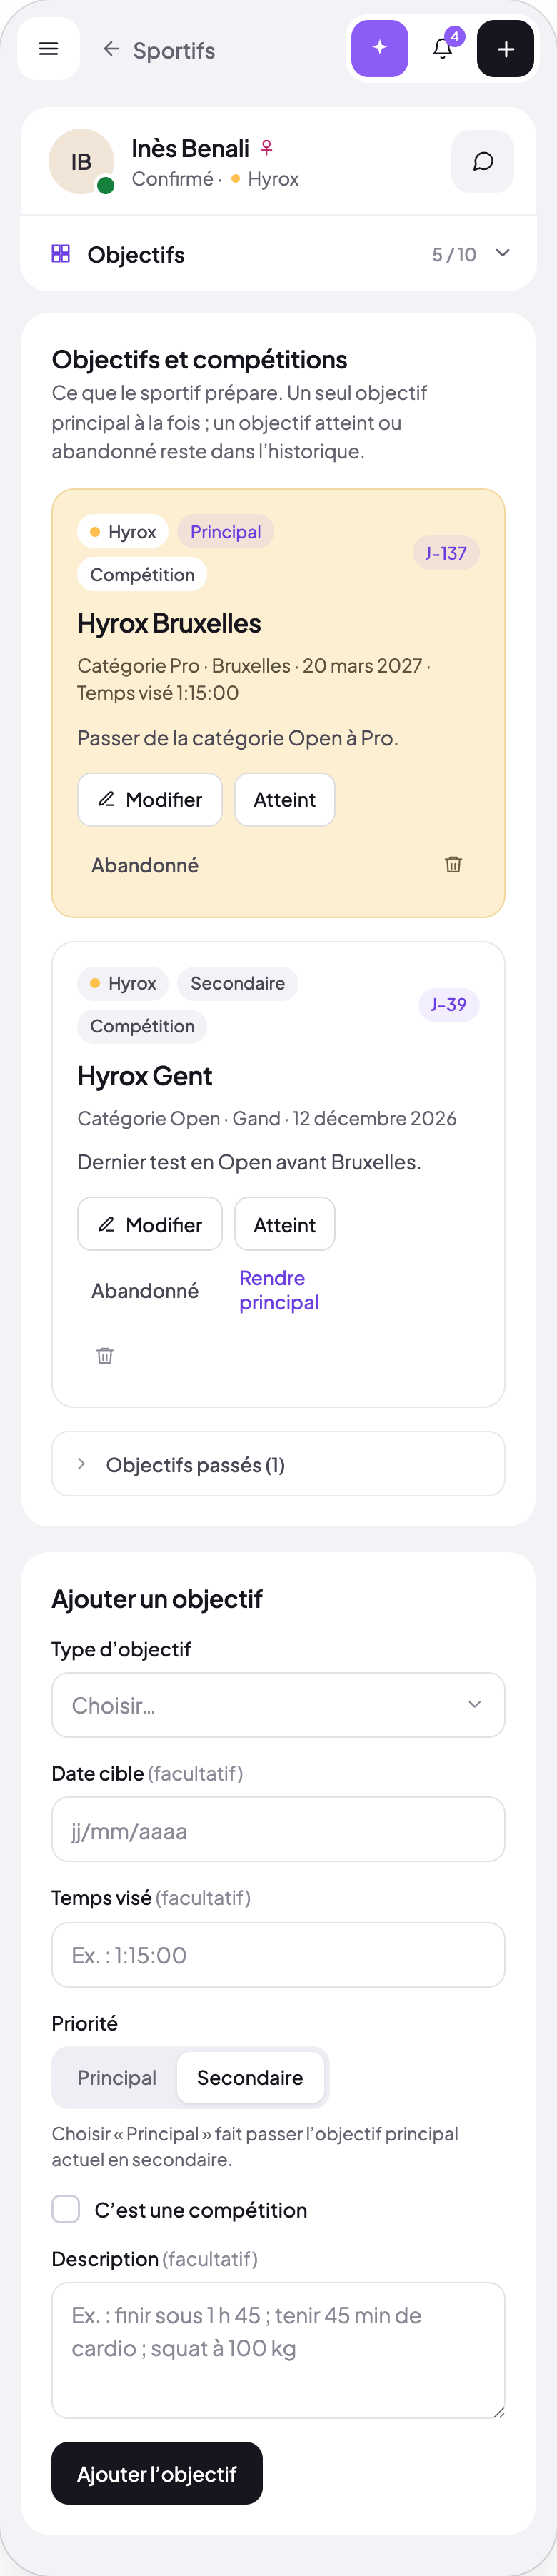 Sportifs
4
IB
Inès Benali
Confirmé · Hyrox
Objectifs
5 / 10
Objectifs et compétitions
Ce que le sportif prépare. Un seul objectif
principal à la fois ; un objectif atteint ou
abandonné reste dans l’historique.
Hyrox
Principal
J-137
Compétition
Hyrox Bruxelles
Catégorie Pro · Bruxelles · 20 mars 2027 ·
Temps visé 1:15:00
Passer de la catégorie Open à Pro.
Modifier
Atteint
Abandonné
Hyrox
Secondaire
J-39
Compétition
Hyrox Gent
Catégorie Open · Gand · 12 décembre 2026
Dernier test en Open avant Bruxelles.
Modifier
Atteint
Abandonné
Rendre
principal
Objectifs passés (1)
Ajouter un objectif
Type d’objectif
Choisir...
Date cible (facultatif)
jj/mm/aaaa
Temps visé (facultatif)
Ex. : 1:15:00
Priorité
Principal
Secondaire
Choisir « Principal » fait passer l’objectif principal
actuel en secondaire.
C’est une compétition
Description (facultatif)
Ex. : finir sous 1 h 45 ; tenir 45 min de
cardio ; squat à 100 kg
Ajouter l’objectif